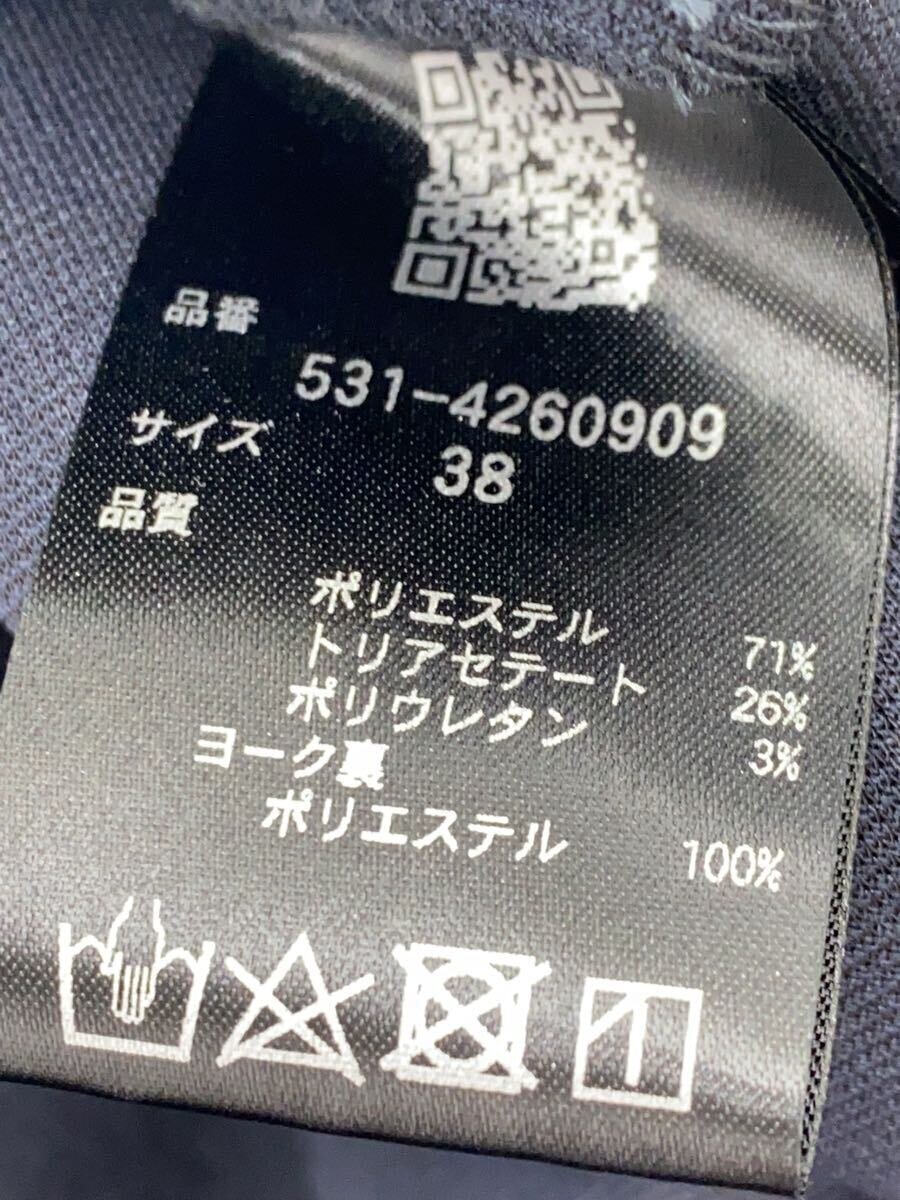 品番
531-4260909
サイズ 38
品質
ポリエステル 71%
トリアセテート 26%
ポリウレタン 3%
ヨーク裏
ポリエステル 100%